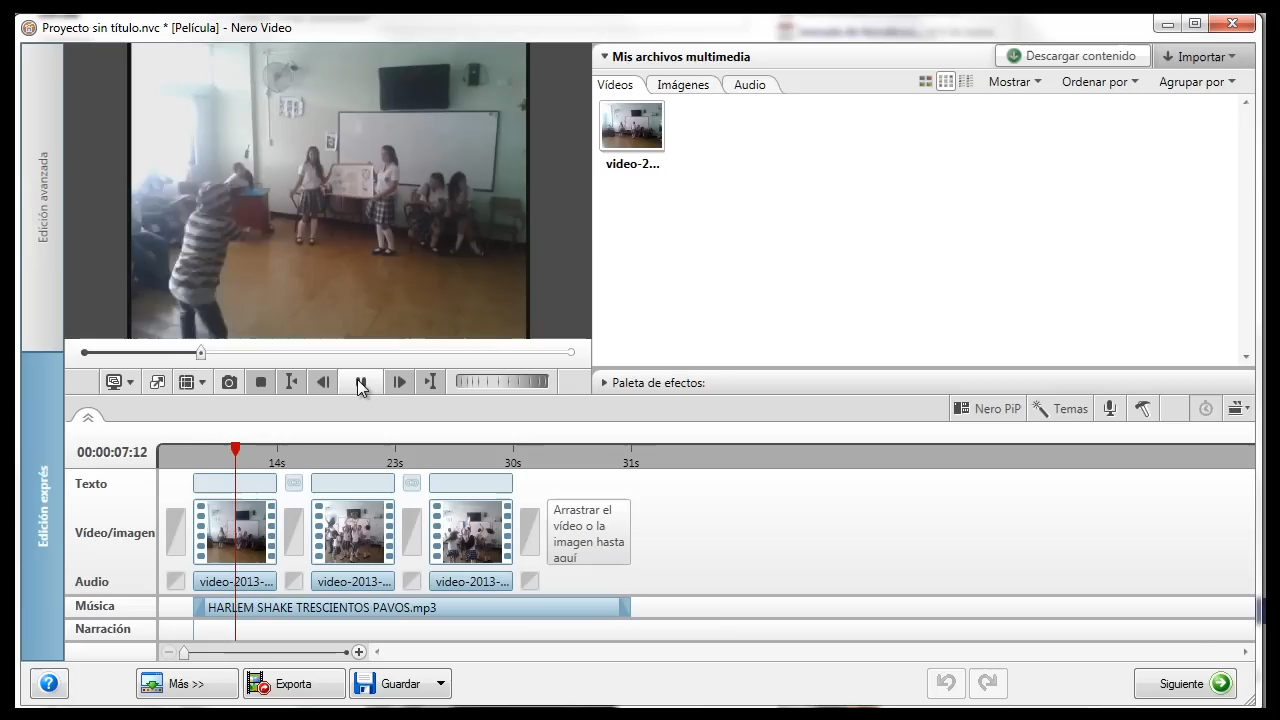 Proyecto sin título.nvc * [Película] - Nero Video
Edición avanzada
Mis archivos multimedia
Descargar contenido
Importar
Vídeos
Imágenes
Audio
Mostrar
Ordenar por
Agrupar por
video-2...
Paleta de efectos:
Nero PiP
Temas
Edición exprés
00:00:07:12
14s
23s
30s
31s
Texto
Vídeo/imagen
Arrastrar el
vídeo o la
imagen hasta
aquí
Audio
video-2013-...
video-2013-...
video-2013-...
Música
HARLEM SHAKE TRESCIENTOS PAVOS.mp3
Narración
?
Más >>
Exporta
Guardar
Siguiente